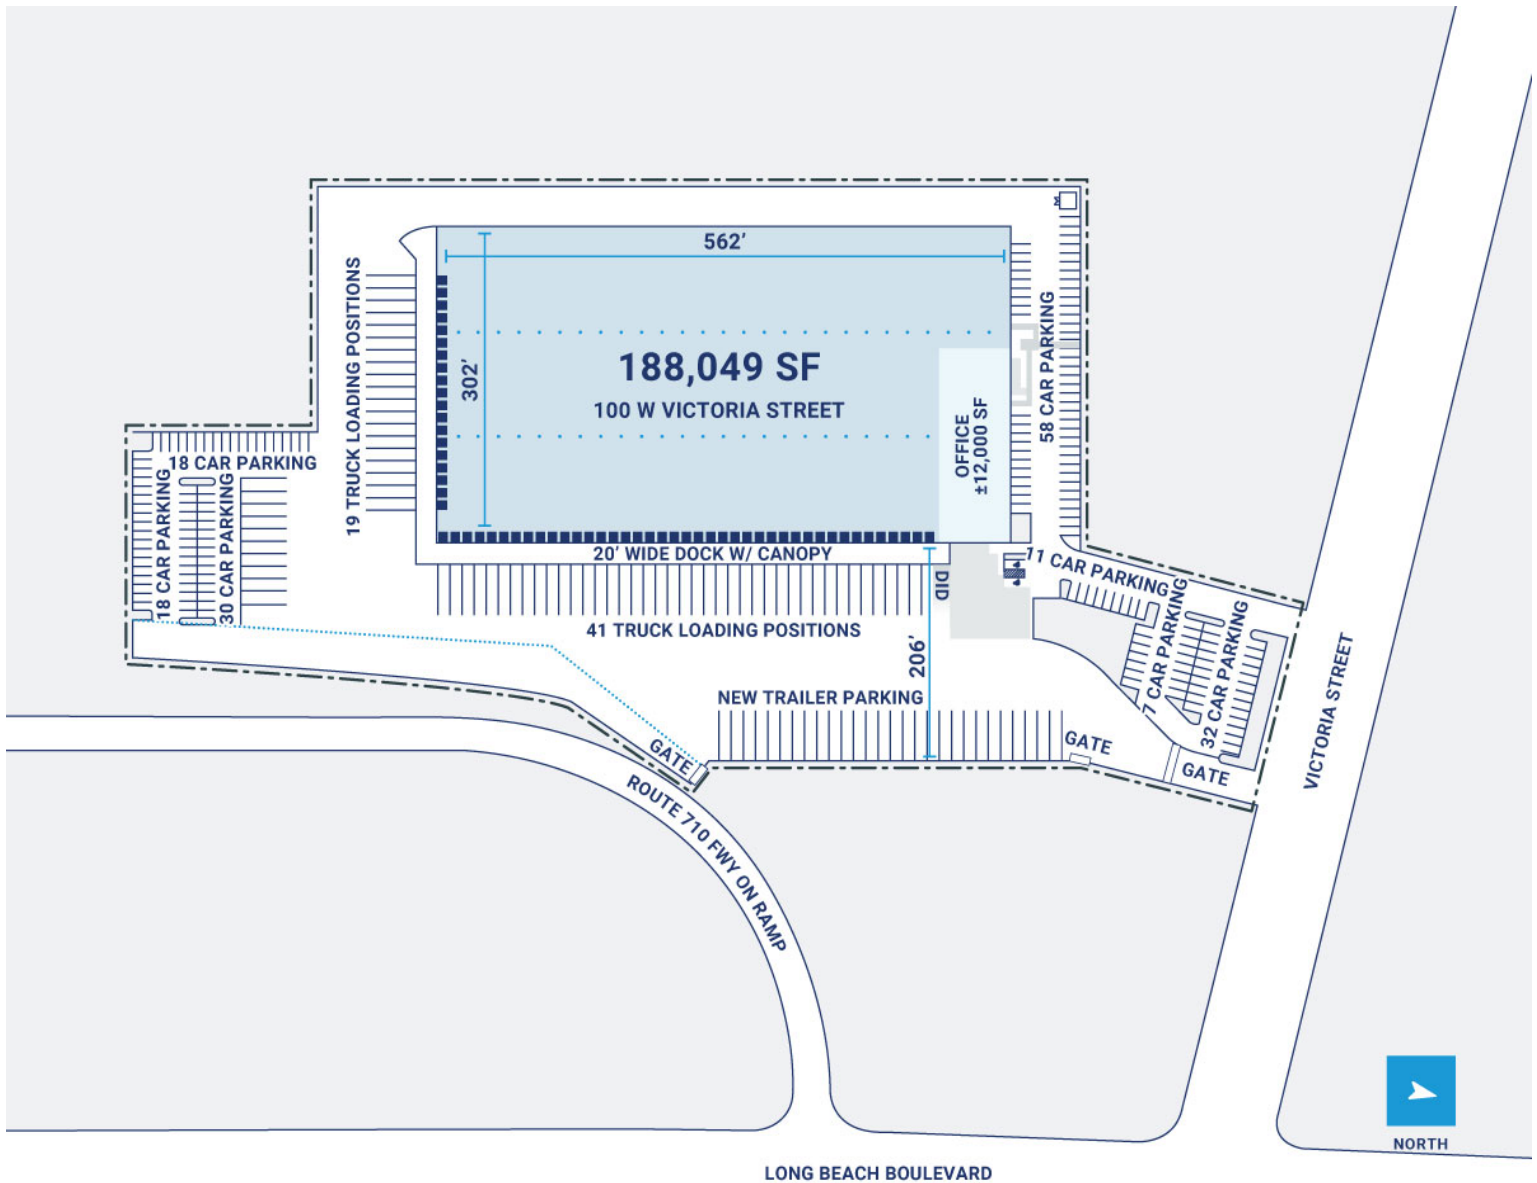 562'
302'
188,049 SF
100 W VICTORIA STREET
OFFICE
±12,000 SF
58 CAR PARKING
19 TRUCK LOADING POSITIONS
18 CAR PARKING
18 CAR PARKING
30 CAR PARKING
20' WIDE DOCK W/ CANOPY
DID
11 CAR PARKING
41 TRUCK LOADING POSITIONS
206'
7 CAR PARKING
32 CAR PARKING
NEW TRAILER PARKING
GATE
GATE
GATE
VICTORIA STREET
ROUTE 710 FWY ON RAMP
NORTH
LONG BEACH BOULEVARD